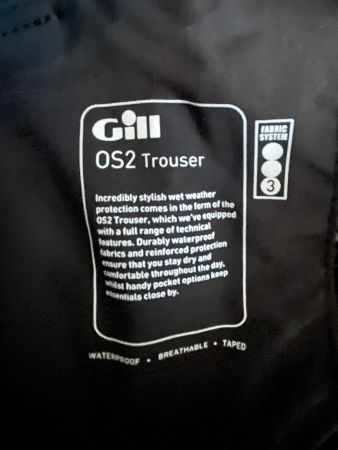 Gill
OS2 Trouser
Incredibly stylish wet weather
protection comes in the form of the
OS2 Trouser, which we've equipped
with a full range of technical
features. Durably waterproof
fabrics and reinforced protection
ensure that you stay dry and
comfortable throughout the day,
whilst handy pocket options keep
essentials close by.
WATERPROOF • BREATHABLE • TAPED
FABRIC
SYSTEM
3